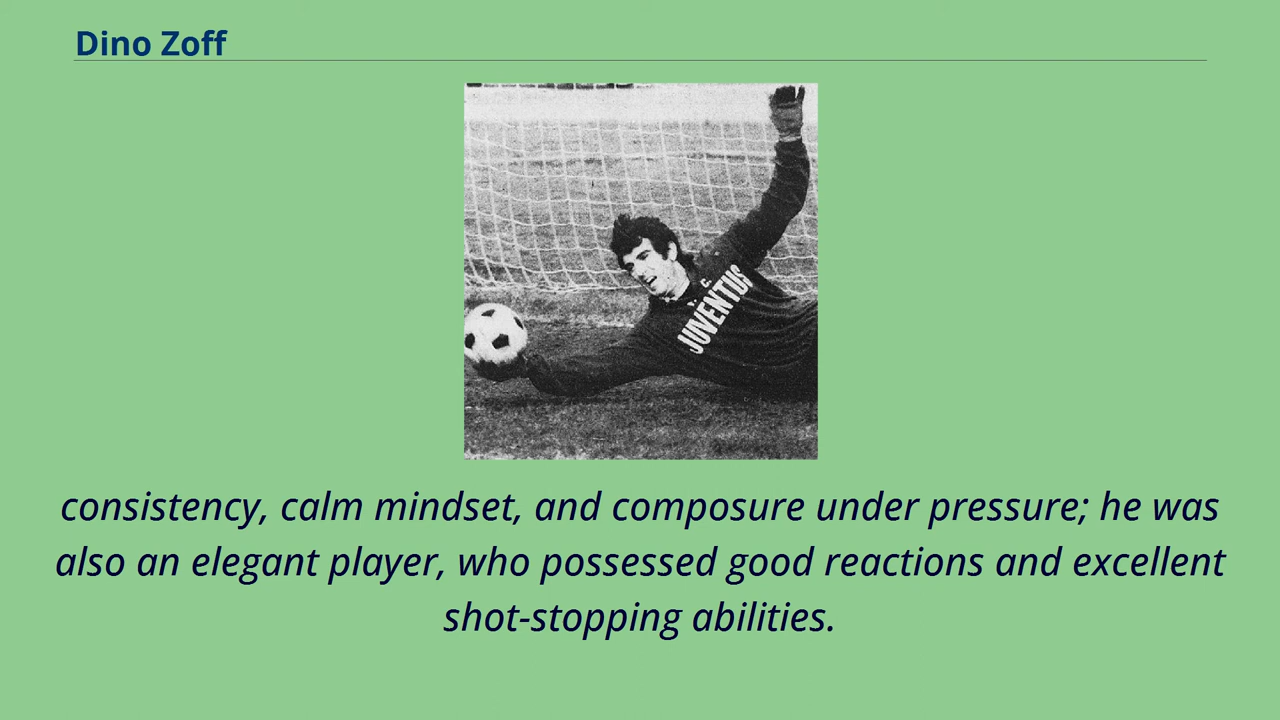 Dino Zoff
JUVENTUS
consistency, calm mindset, and composure under pressure; he was
also an elegant player, who possessed good reactions and excellent
shot-stopping abilities.